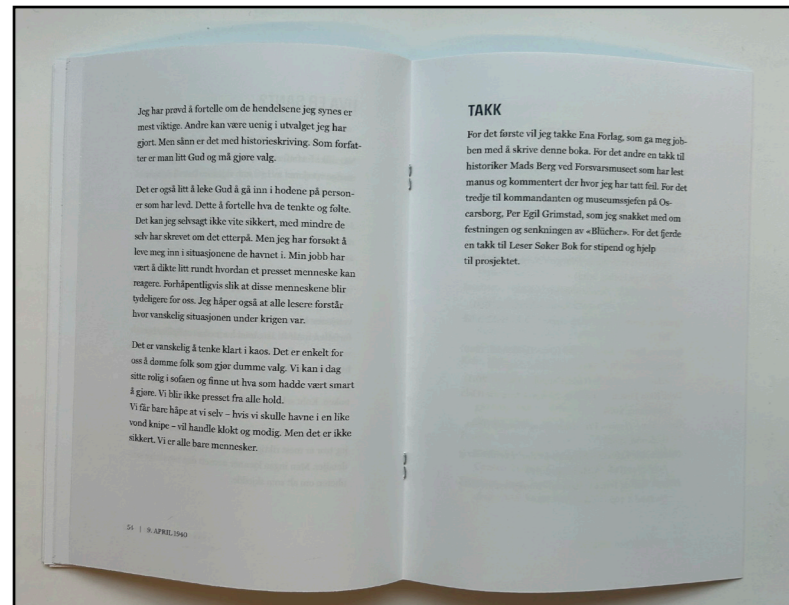 Jeg har prøvd å fortelle om de hendelsene jeg synes er
mest viktige. Andre kan være uenig i utvalget jeg har
gjort. Men sånn er det med historieskriving. Som forfat-
ter er man litt Gud og må gjøre valg.
Det er også litt å leke Gud å gå inn i hodene på person-
er som har levd. Dette å fortelle hva de tenkte og følte.
Det kan jeg selvsagt ikke vite sikkert, med mindre de
selv har skrevet om det etterpå. Men jeg har forsøkt å
leve meg inn i situasjonene de havnet i. Min jobb har
vært å dikte litt rundt hvordan et presset menneske kan
reagere. Forhåpentligvis slik at disse menneskene blir
tydeligere for oss. Jeg håper også at alle lesere forstår
hvor vanskelig situasjonen under krigen var.
Det er vanskelig å tenke klart i kaos. Det er enkelt for
oss å dømme folk som gjør dumme valg. Vi kan i dag
sitte rolig i sofaen og finne ut hva som hadde vært smart
å gjøre. Vi blir ikke presset fra alle hold.
Vi får bare håpe at vi selv – hvis vi skulle havne i en like
vond knipe – vil handle klokt og modig. Men det er ikke
sikkert. Vi er alle bare mennesker.
54 | 9. APRIL 1940
TAKK
For det første vil jeg takke Ena Forlag, som ga meg job-
ben med å skrive denne boka. For det andre en takk til
historiker Mads Berg ved Forsvarsmuseet som har lest
manus og kommentert der hvor jeg har tatt feil. For det
tredje til kommandanten og museumssjefen på Os-
carsborg, Per Egil Grimstad, som jeg snakket med om
festningen og senkningen av «Blücher». For det fjerde
en takk til Leser Søker Bok for stipend og hjelp
til prosjektet.